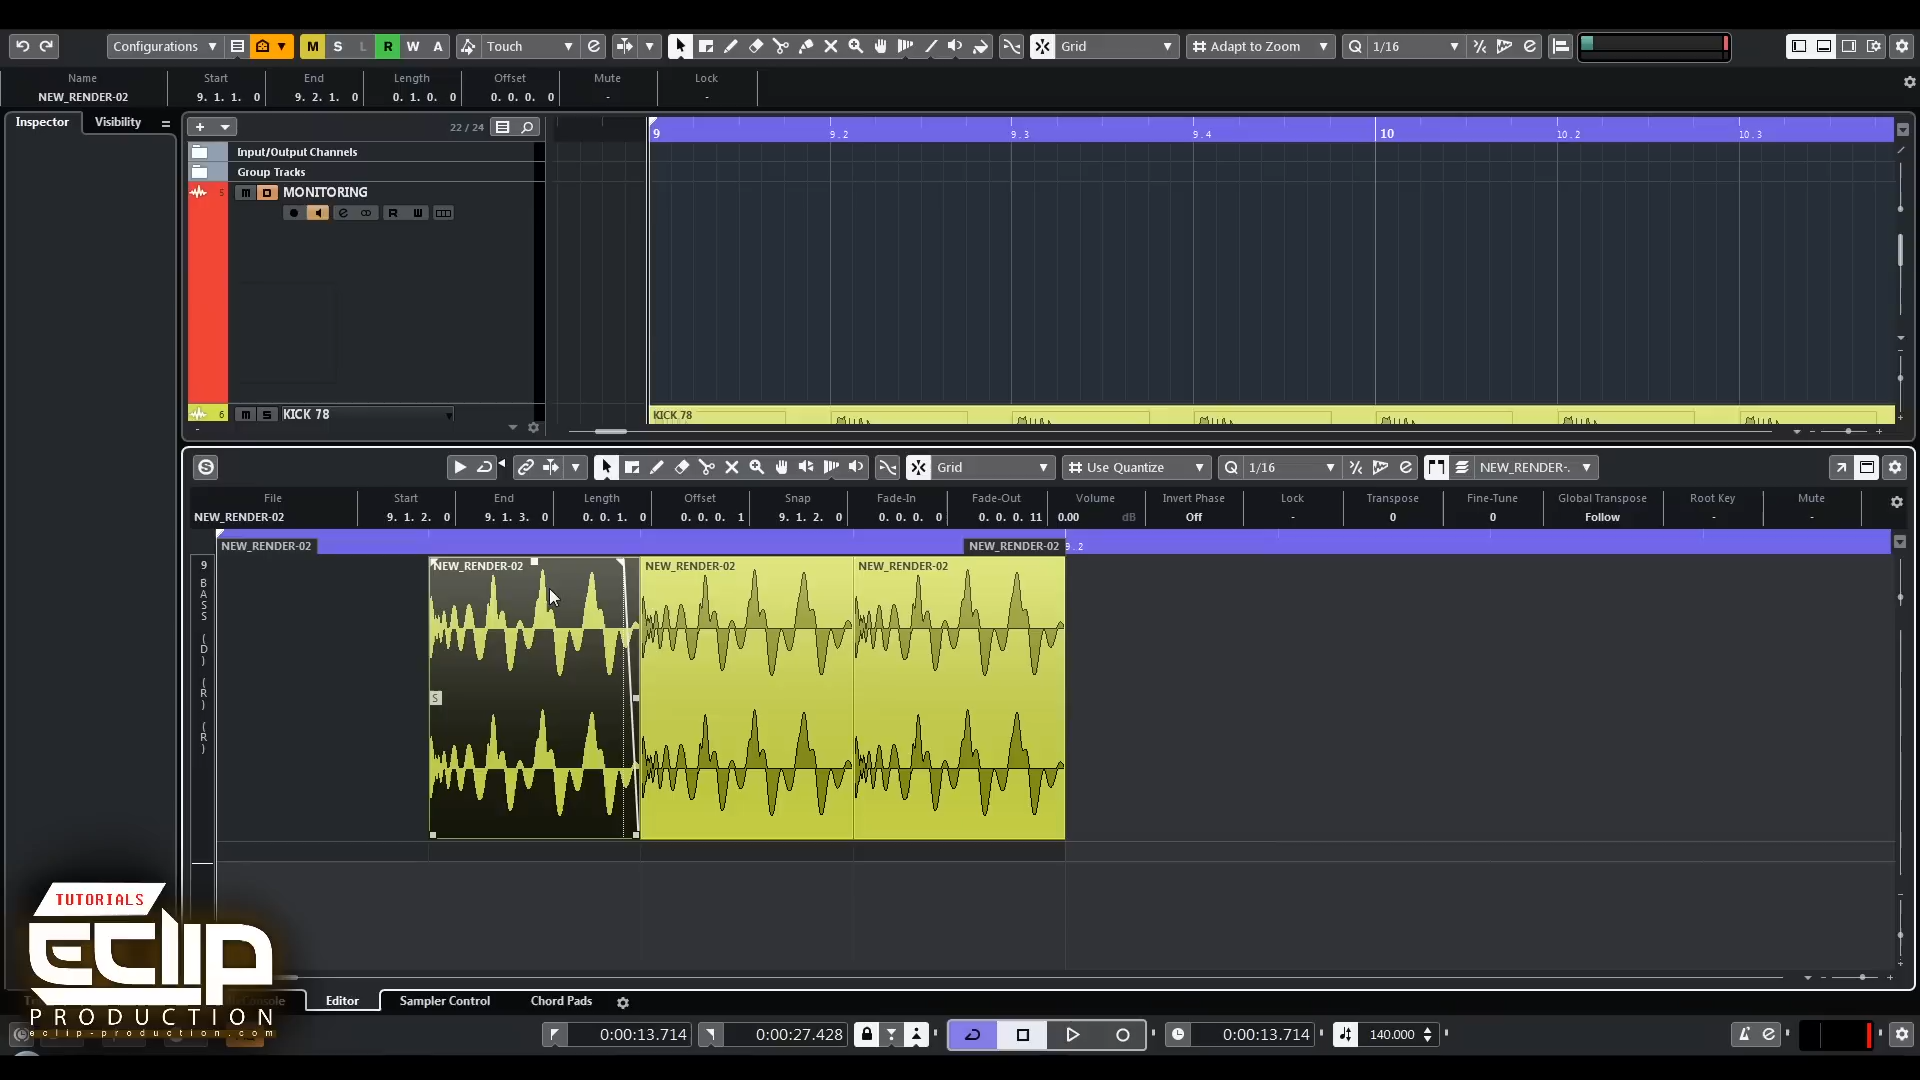 Configurations M S L R W A Touch Grid Adapt to Zoom Q 1/16
Name Start End Length Offset Mute Lock
NEW_RENDER-02 9. 1. 1. 0 9. 2. 1. 0 0. 1. 0. 0 0. 0. 0. 0 - -
Inspector Visibility
22 / 24
9 9.2 9.3 9.4 10 10.2 10.3
Input/Output Channels
Group Tracks
5 m MONITORING
R W
6 m S KICK 78
KICK 78
Grid Use Quantize Q 1/16 NEW_RENDER-.
File Start End Length Offset Snap Fade-In Fade-Out Volume Invert Phase Lock Transpose Fine-Tune Global Transpose Root Key Mute
NEW_RENDER-02 9. 1. 2. 0 9. 1. 3. 0 0. 0. 1. 0 0. 0. 0. 1 9. 1. 2. 0 0. 0. 0. 0 0. 0. 0. 11 0.00 dB Off - 0 0 Follow - -
NEW_RENDER-02 NEW_RENDER-02 9.2
NEW_RENDER-02 NEW_RENDER-02 NEW_RENDER-02
9
BASS (D) (R) (R)
S
TUTORIALS
ECLIP
PRODUCTION
eclip-production.com
Editor Sampler Control Chord Pads
0:00:13.714 0:00:27.428 0:00:13.714 140.000